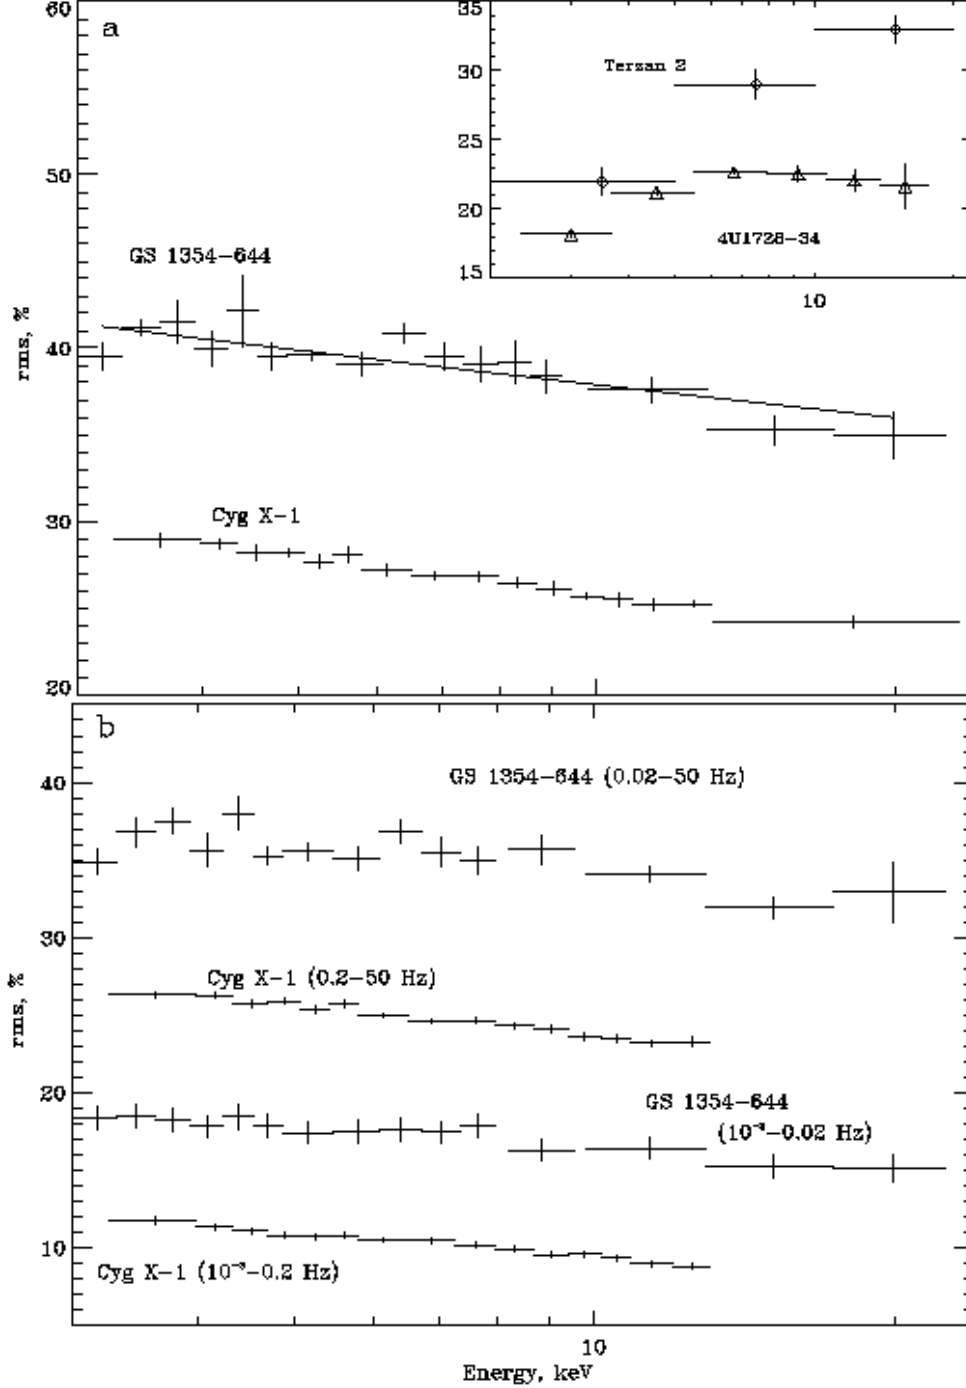 60
a
50
GS 1354-644
rms, %
40
Cyg X-1
30
20
35
Terzan 2
30
25
20
4U1728-34
15
10
b
GS 1354-644 (0.02-50 Hz)
40
30
Cyg X-1 (0.2-50 Hz)
rms, %
20
GS 1354-644
(10⁻³-0.02 Hz)
10
Cyg X-1 (10⁻³-0.2 Hz)
10
Energy, keV